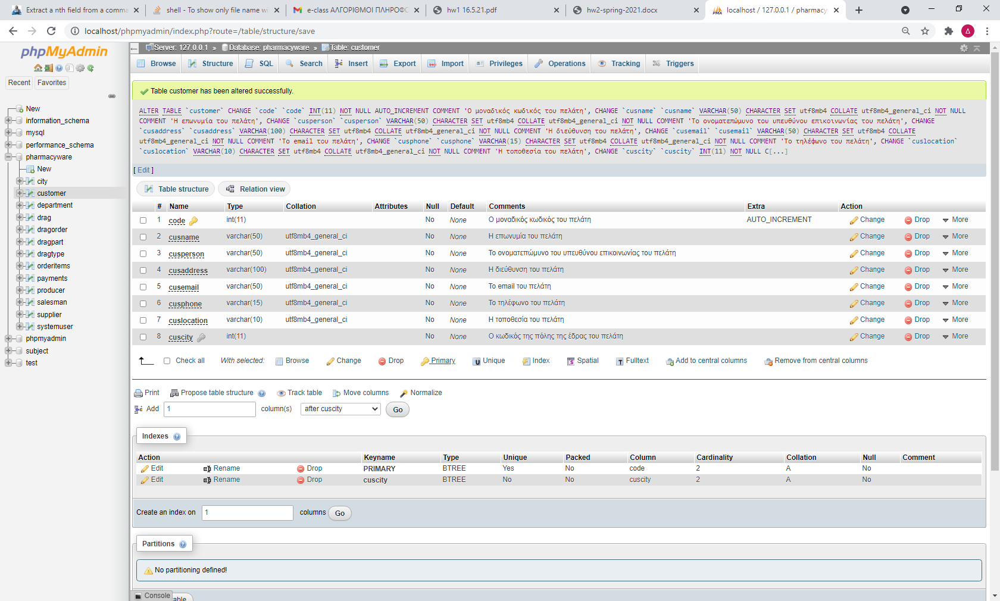 Extract a nth field from a comma
shell - To show only file name wi
e-class ΑΛΓΟΡΙΘΜΟΙ ΠΛΗΡΟΦΟ
hw1 16.5.21.pdf
hw2-spring-2021.docx
localhost / 127.0.0.1 / pharmacy
localhost/phpmyadmin/index.php?route=/table/structure/save
Δ
phpMyAdmin
Recent Favorites
New
information_schema
mysql
performance_schema
pharmacyware
New
city
customer
department
drag
dragorder
dragpart
dragtype
orderitems
payments
producer
salesman
supplier
systemuser
phpmyadmin
subject
test
Server: 127.0.0.1 » Database: pharmacyware » Table: customer
Browse Structure SQL Search Insert Export Import Privileges Operations Tracking Triggers
Table customer has been altered successfully.
ALTER TABLE `customer` CHANGE `code` `code` INT(11) NOT NULL AUTO_INCREMENT COMMENT 'Ο μοναδικός κωδικός του πελάτη', CHANGE `cusname` `cusname` VARCHAR(50) CHARACTER SET utf8mb4 COLLATE utf8mb4_general_ci NOT NULL
COMMENT 'Η επωνυμία του πελάτη', CHANGE `cusperson` `cusperson` VARCHAR(50) CHARACTER SET utf8mb4 COLLATE utf8mb4_general_ci NOT NULL COMMENT 'Το ονοματεπώμυνο του υπευθύνου επικοινωνίας του πελάτη', CHANGE
`cusaddress` `cusaddress` VARCHAR(100) CHARACTER SET utf8mb4 COLLATE utf8mb4_general_ci NOT NULL COMMENT 'Η διεύθυνση του πελάτη', CHANGE `cusemail` `cusemail` VARCHAR(50) CHARACTER SET utf8mb4 COLLATE
utf8mb4_general_ci NOT NULL COMMENT 'Το email του πελάτη', CHANGE `cusphone` `cusphone` VARCHAR(15) CHARACTER SET utf8mb4 COLLATE utf8mb4_general_ci NOT NULL COMMENT 'Το τηλέφωνο του πελάτη', CHANGE `cuslocation`
`cuslocation` VARCHAR(10) CHARACTER SET utf8mb4 COLLATE utf8mb4_general_ci NOT NULL COMMENT 'Η τοποθεσία του πελάτη', CHANGE `cuscity` `cuscity` INT(11) NOT NULL C[...]
[ Edit ]
Table structure Relation view
# Name Type Collation Attributes Null Default Comments Extra Action
1 code int(11) No None Ο μοναδικός κωδικός του πελάτη AUTO_INCREMENT Change Drop More
2 cusname varchar(50) utf8mb4_general_ci No None Η επωνυμία του πελάτη Change Drop More
3 cusperson varchar(50) utf8mb4_general_ci No None Το ονοματεπώμυνο του υπευθύνου επικοινωνίας του πελάτη Change Drop More
4 cusaddress varchar(100) utf8mb4_general_ci No None Η διεύθυνση του πελάτη Change Drop More
5 cusemail varchar(50) utf8mb4_general_ci No None Το email του πελάτη Change Drop More
6 cusphone varchar(15) utf8mb4_general_ci No None Το τηλέφωνο του πελάτη Change Drop More
7 cuslocation varchar(10) utf8mb4_general_ci No None Η τοποθεσία του πελάτη Change Drop More
8 cuscity int(11) No None Ο κωδικός της πόλης της έδρας του πελάτη Change Drop More
Check all With selected: Browse Change Drop Primary Unique Index Spatial Fulltext Add to central columns Remove from central columns
Print Propose table structure Track table Move columns Normalize
Add 1 column(s) after cuscity Go
Indexes
Action Keyname Type Unique Packed Column Cardinality Collation Null Comment
Edit Rename Drop PRIMARY BTREE Yes No code 2 A No
Edit Rename Drop cuscity BTREE No No cuscity 2 A No
Create an index on 1 columns Go
Partitions
No partitioning defined!
Console able